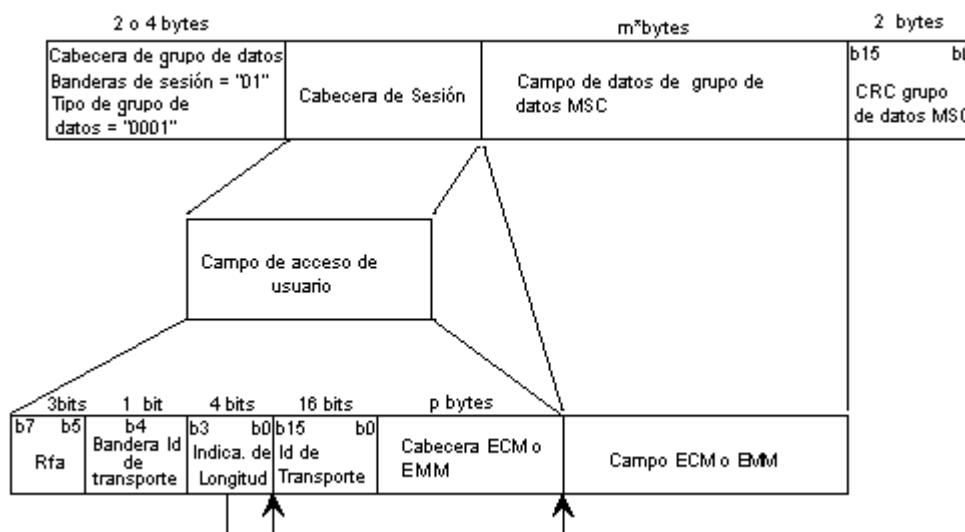 2 o 4 bytes
m*bytes
2 bytes
Cabecera de grupo de datos
Banderas de sesión = "01"
Tipo de grupo de
datos = "0001"
Cabecera de Sesión
Campo de datos de grupo de
datos MSC
b15
CRC grupo
de datos MSC
Campo de acceso de
usuario
3bits
1 bit
4 bits
16 bits
p bytes
b7 b5
Rfa
b4
Bandera Id
de
transporte
b3 b0
Indica. de
Longitud
b15 b0
Id de
Transporte
Cabecera ECM o
EMM
Campo ECM o EMM